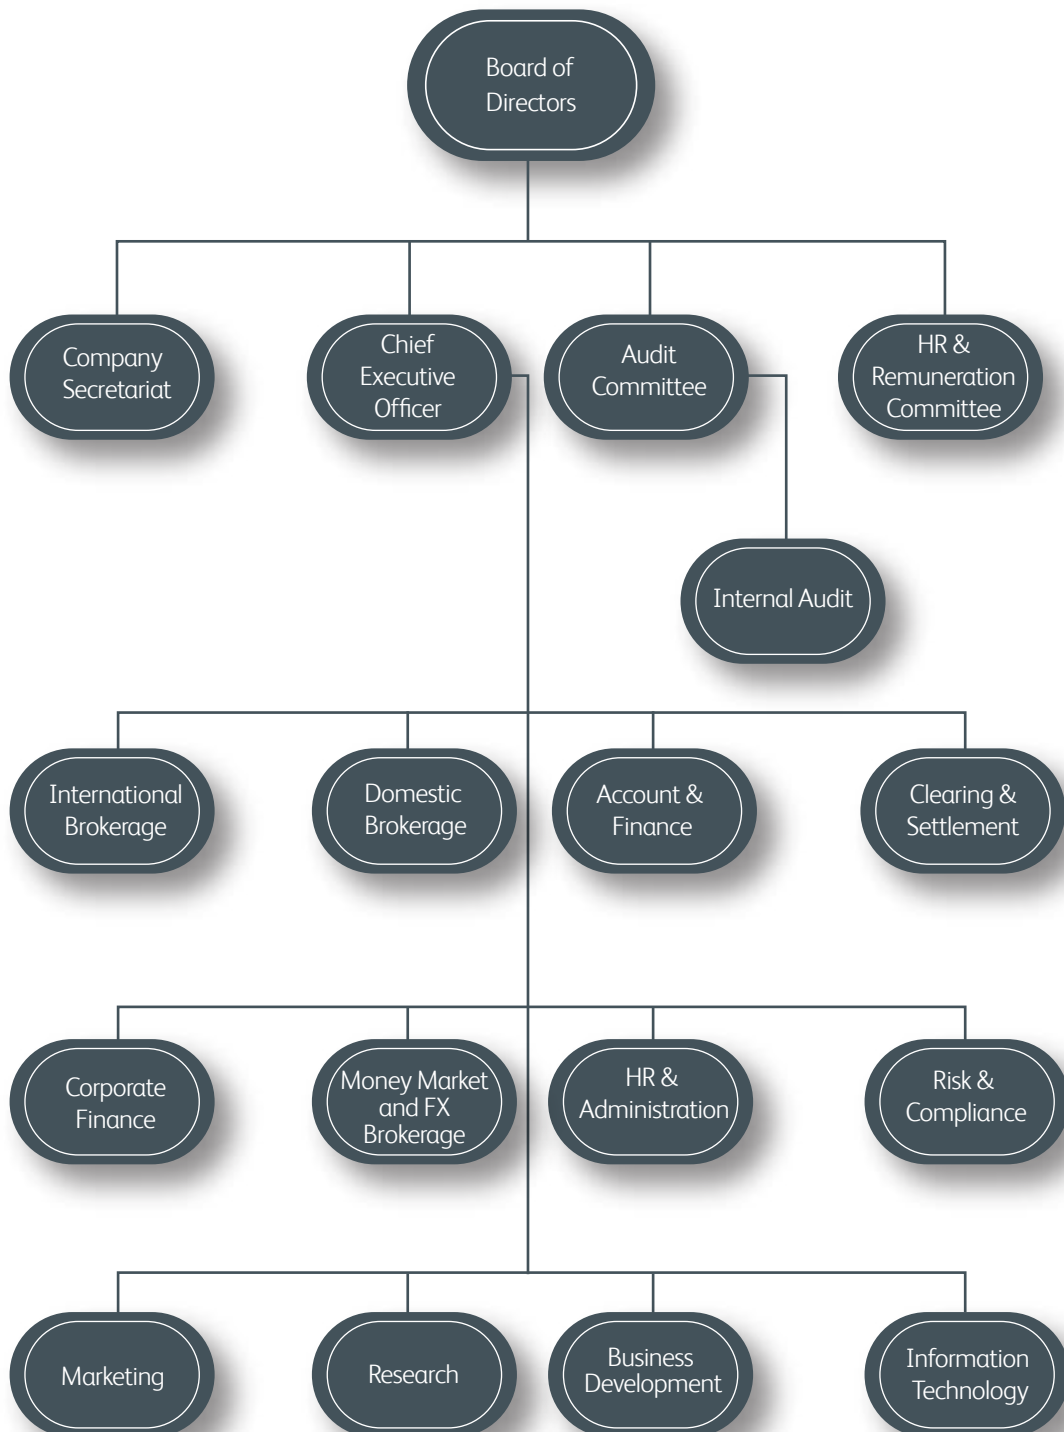 Board of
Directors
Company
Secretariat
Chief
Executive
Officer
Audit
Committee
HR &
Remuneration
Committee
Internal Audit
International
Brokerage
Domestic
Brokerage
Account &
Finance
Clearing &
Settlement
Corporate
Finance
Money Market
and FX
Brokerage
HR &
Administration
Risk &
Compliance
Marketing
Research
Business
Development
Information
Technology